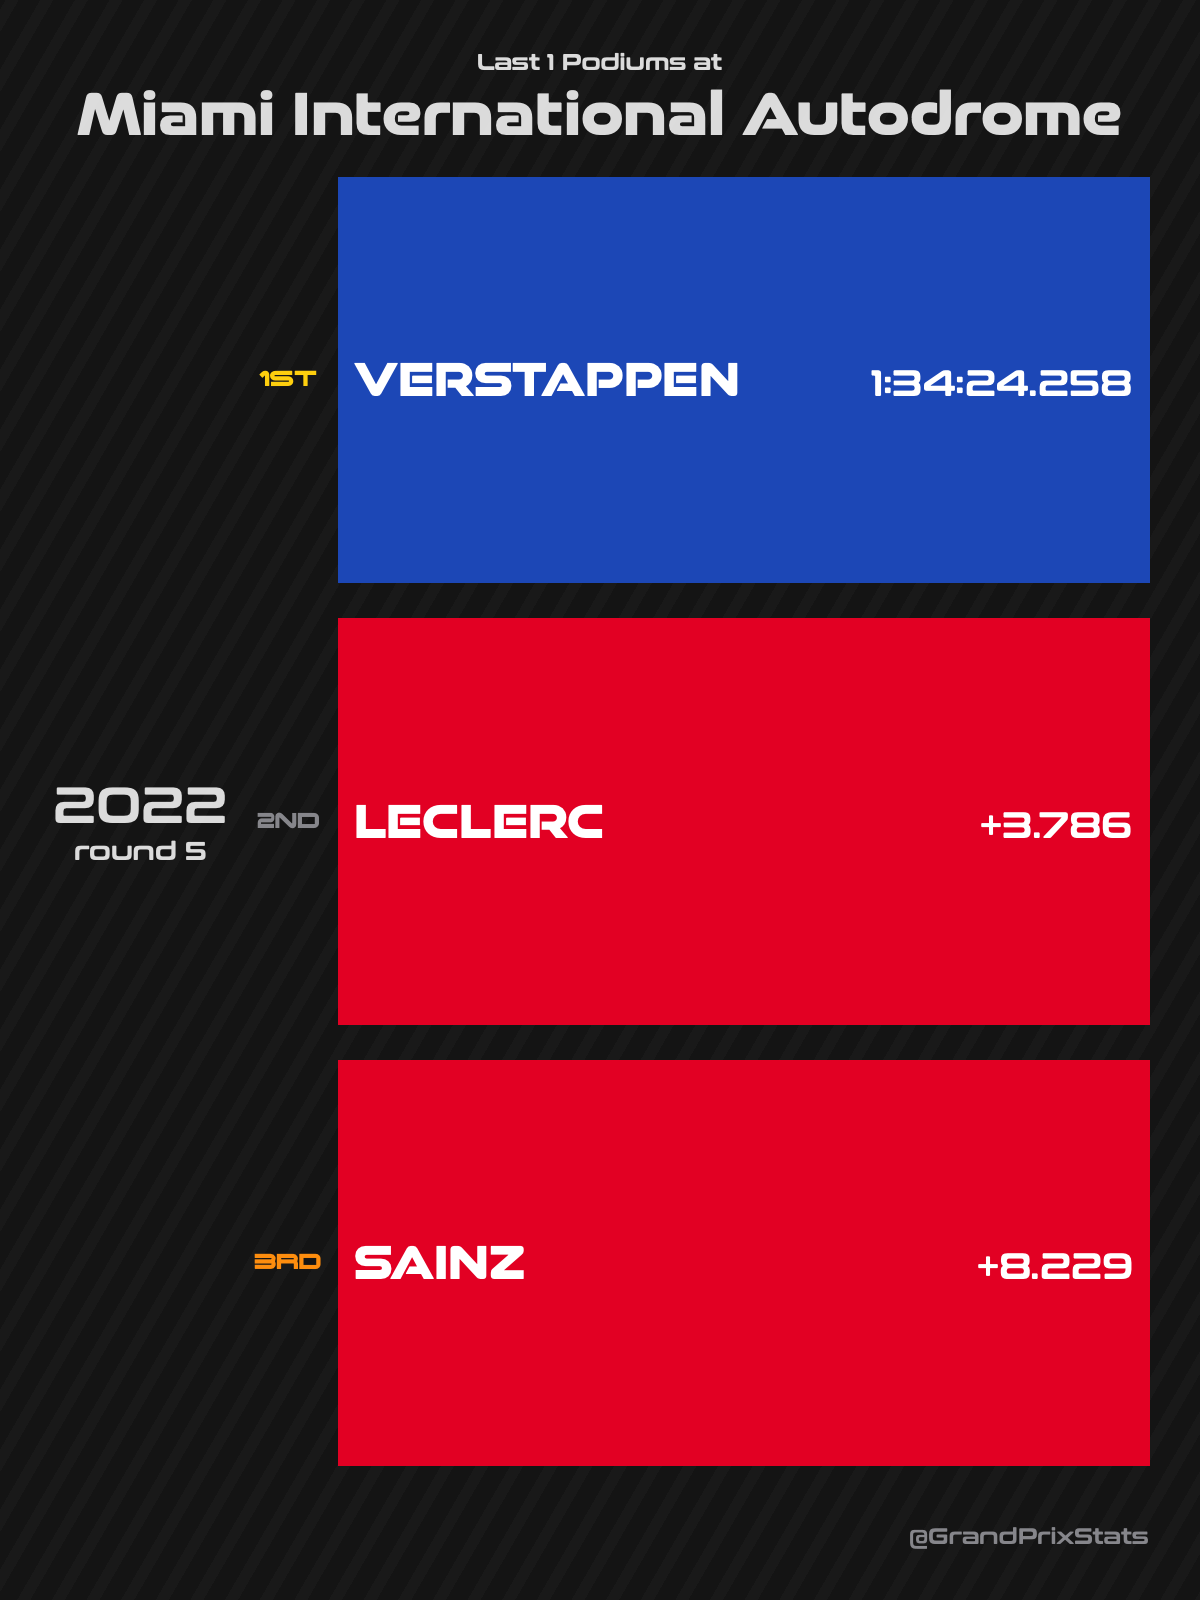 Last 1 Podiums at
Miami International Autodrome
1ST VERSTAPPEN 1:34:24.258
2022
round 5
2ND LECLERC +3.786
3RD SAINZ +8.229
@GrandPrixStats